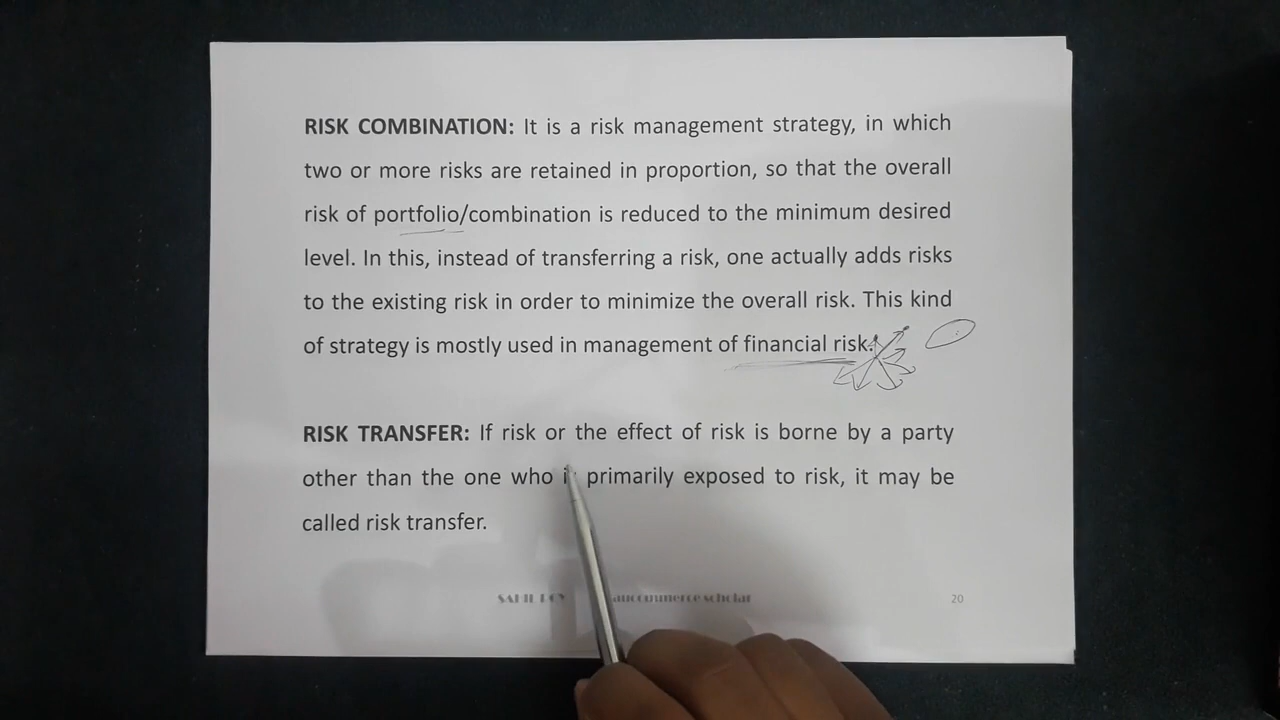 RISK COMBINATION: It is a risk management strategy, in which
two or more risks are retained in proportion, so that the overall
risk of portfolio/combination is reduced to the minimum desired
level. In this, instead of transferring a risk, one actually adds risks
to the existing risk in order to minimize the overall risk. This kind
of strategy is mostly used in management of financial risk.
RISK TRANSFER: If risk or the effect of risk is borne by a party
other than the one who primarily exposed to risk, it may be
called risk transfer.
20